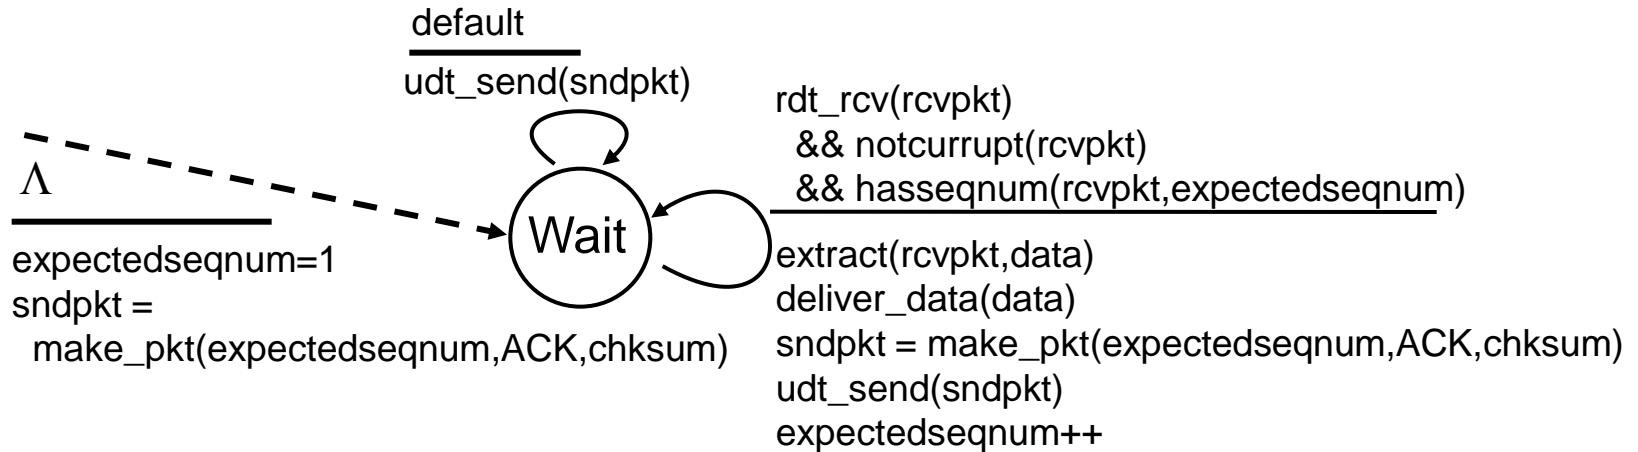 default
udt_send(sndpkt)
Λ
expectedseqnum=1
sndpkt =
make_pkt(expectedseqnum,ACK,chksum)
Wait
rdt_rcv(rcvpkt)
&& notcurrupt(rcvpkt)
&& hasseqnum(rcvpkt,expectedseqnum)
extract(rcvpkt,data)
deliver_data(data)
sndpkt = make_pkt(expectedseqnum,ACK,chksum)
udt_send(sndpkt)
expectedseqnum++